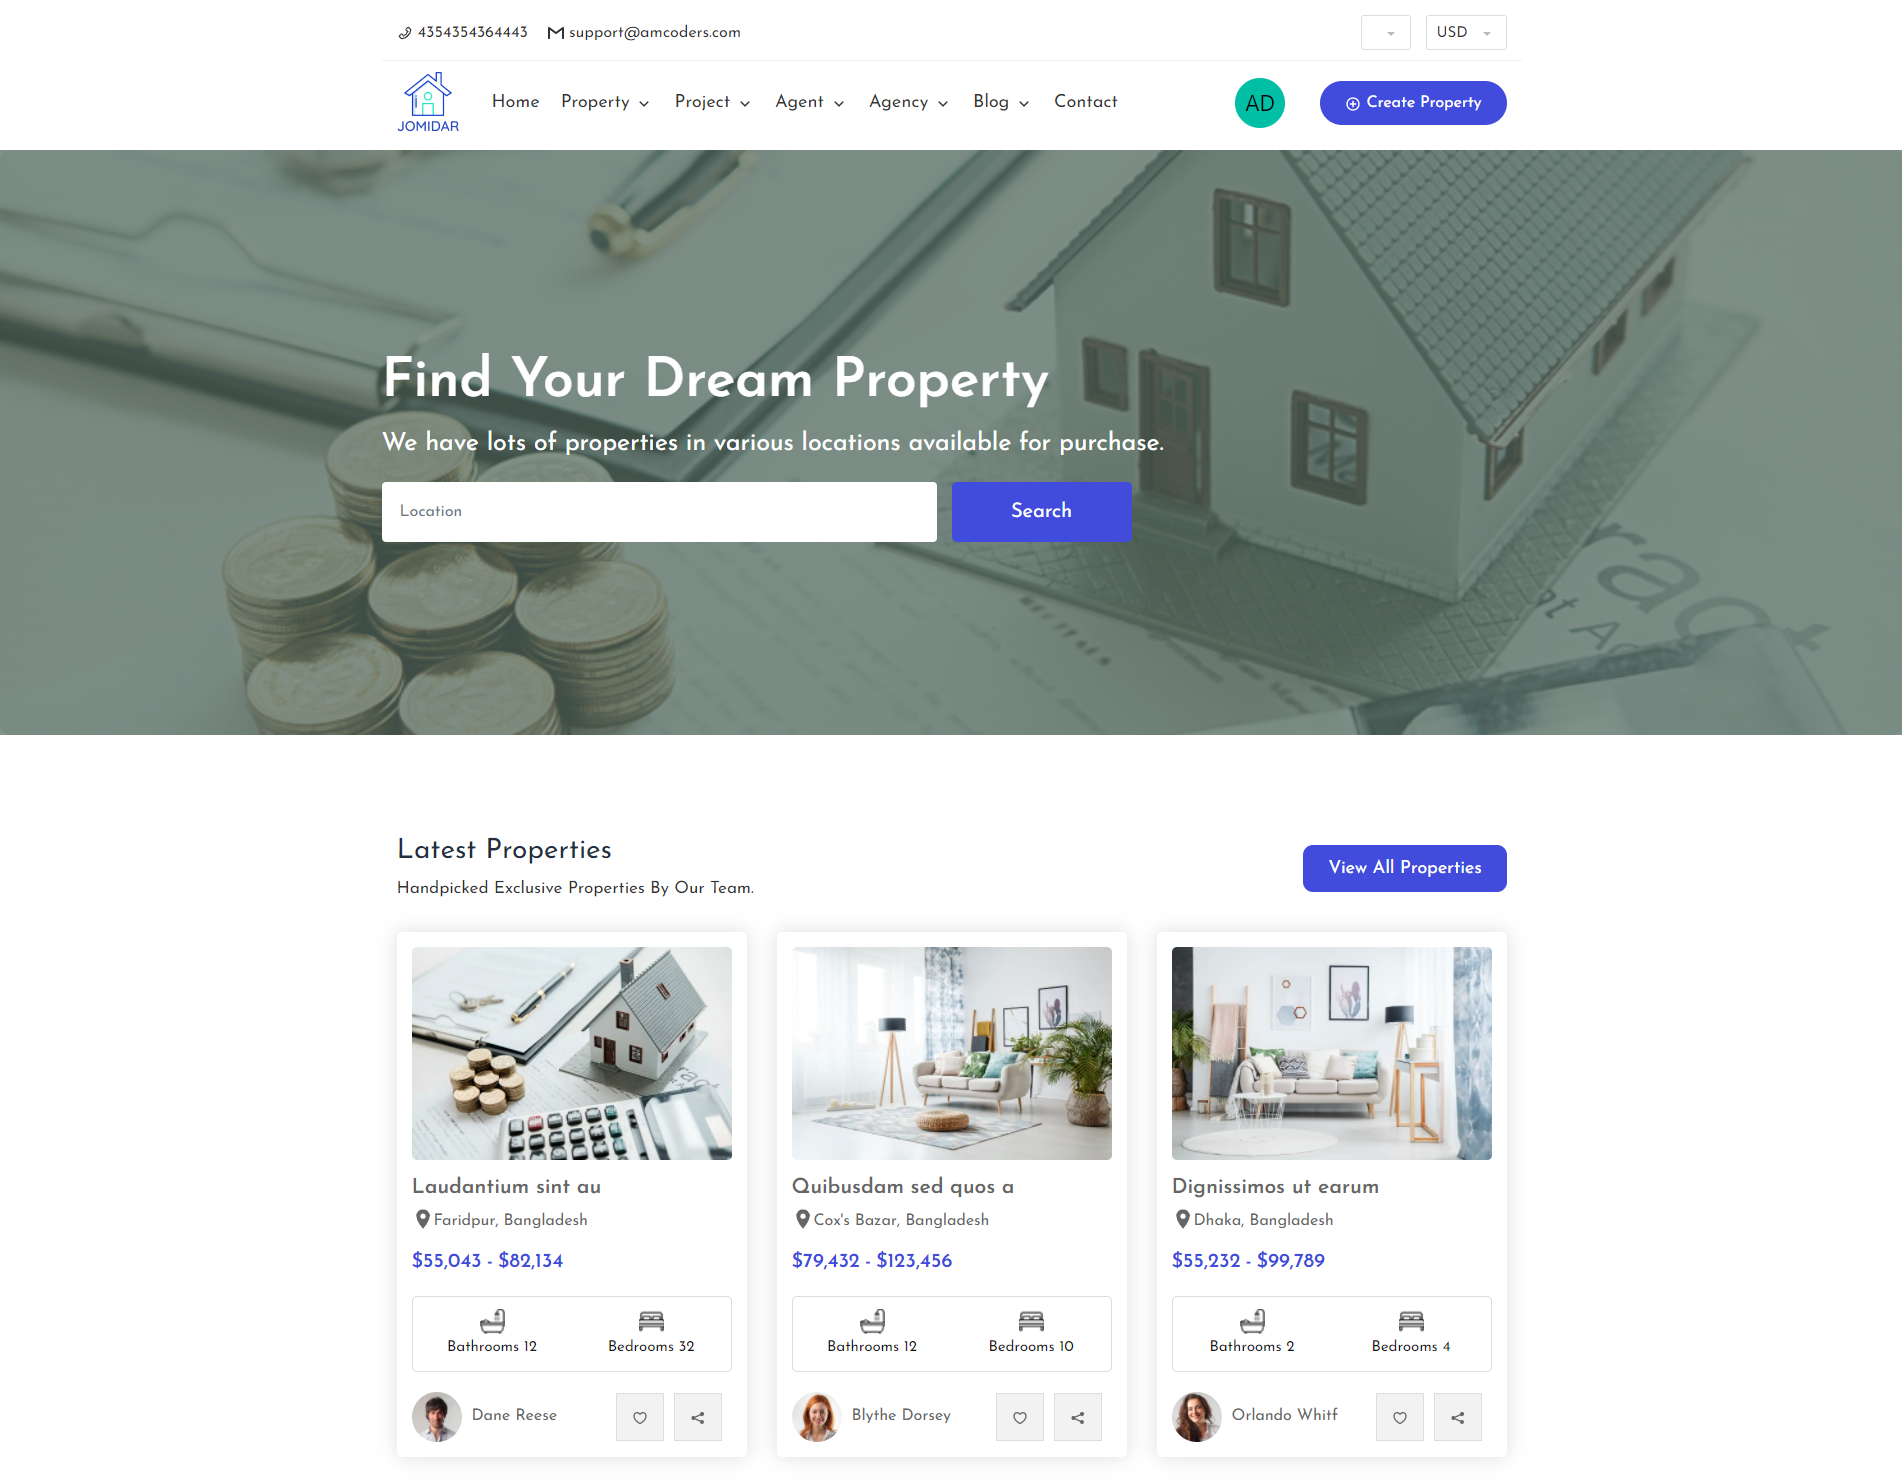 4354354364443 support@amcoders.com USD
JOMIDAR
Home Property Project Agent Agency Blog Contact AD Create Property
Find Your Dream Property
We have lots of properties in various locations available for purchase.
Location Search
Latest Properties
Handpicked Exclusive Properties By Our Team.
View All Properties
Laudantium sint au
Faridpur, Bangladesh
$55,043 - $82,134
Bathrooms 12 Bedrooms 32
Dane Reese
Quibusdam sed quos a
Cox's Bazar, Bangladesh
$79,432 - $123,456
Bathrooms 12 Bedrooms 10
Blythe Dorsey
Dignissimos ut earum
Dhaka, Bangladesh
$55,232 - $99,789
Bathrooms 2 Bedrooms 4
Orlando Whitf